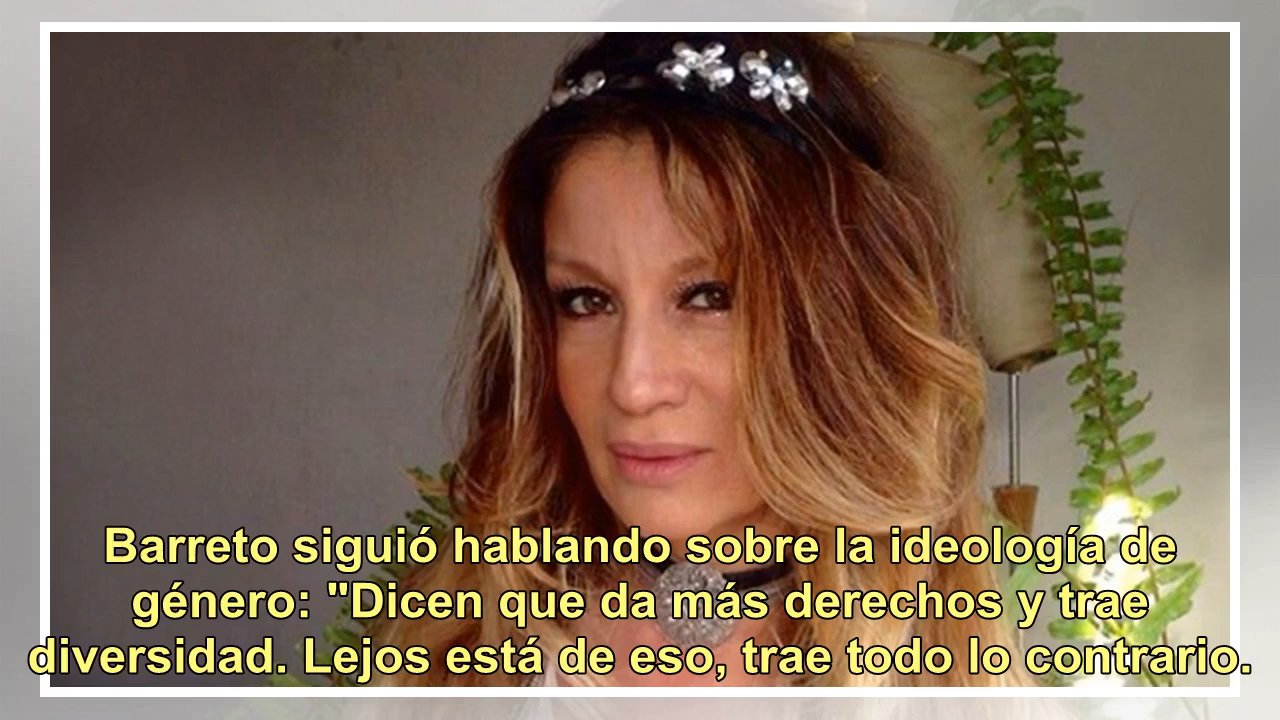 Barreto siguió hablando sobre la ideología de
género: "Dicen que da más derechos y trae
diversidad. Lejos está de eso, trae todo lo contrario.